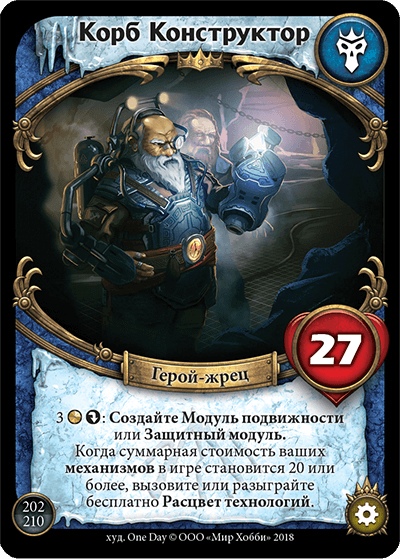 Корб Конструктор
27
Герой-жрец
3 : Создайте Модуль подвижности
или Защитный модуль.
Когда суммарная стоимость ваших
механизмов в игре становится 20 или
более, вызовите или разыграйте
бесплатно Расцвет технологий.
202
210
худ. One Day © ООО «Мир Хобби» 2018